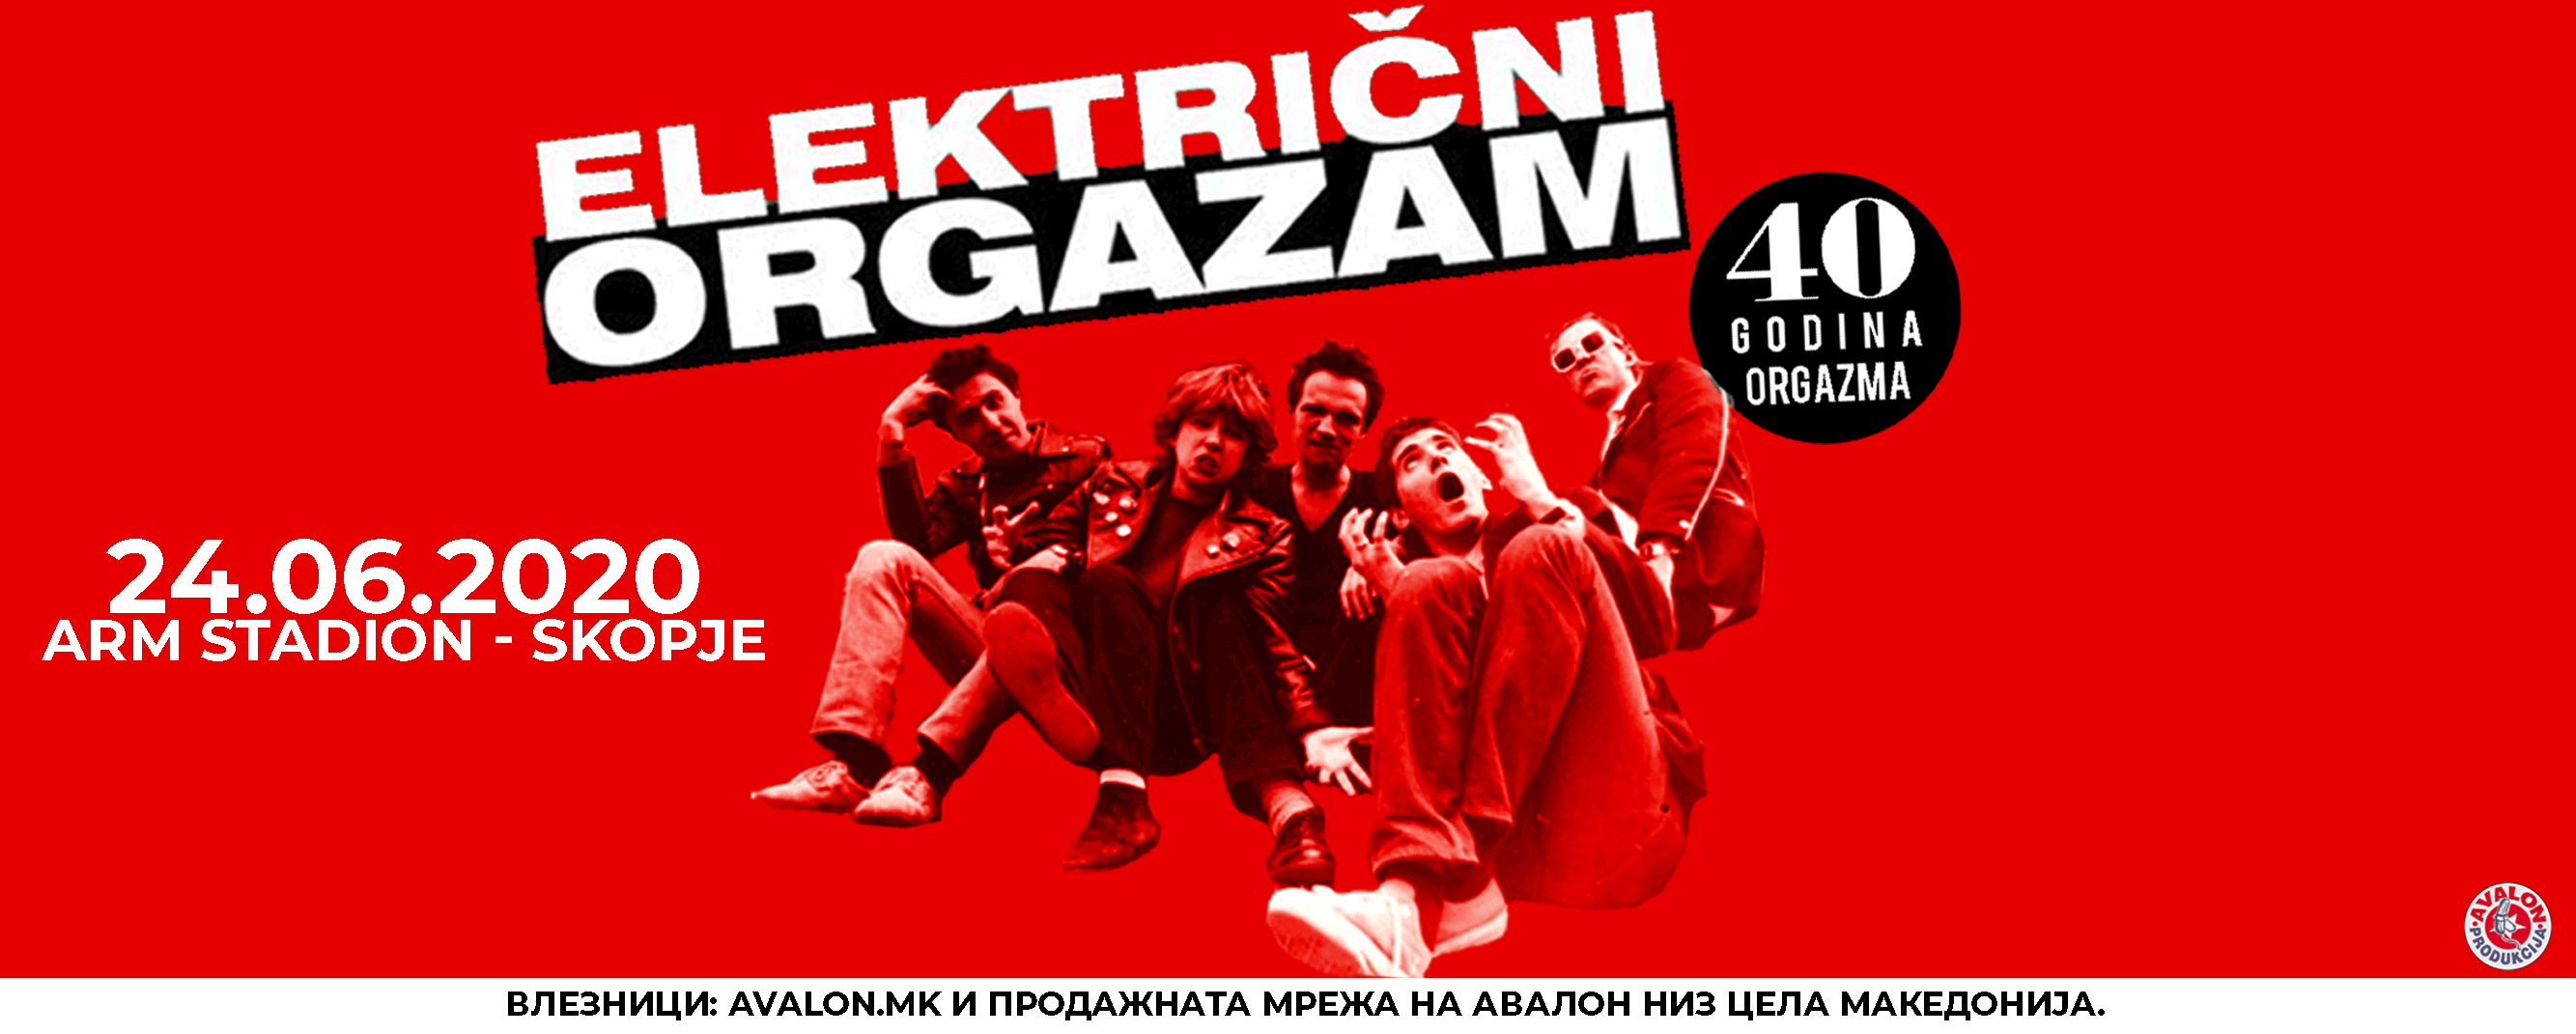 ELEKTRIČNI
ORGAZAM
40
GODINA
ORGAZMA
24.06.2020
ARM STADION - SKOPJE
AVALON
PRODUKCIJA
ВЛЕЗНИЦИ: AVALON.MK И ПРОДАЖНАТА МРЕЖА НА АВАЛОН НИЗ ЦЕЛА МАКЕДОНИЈА.